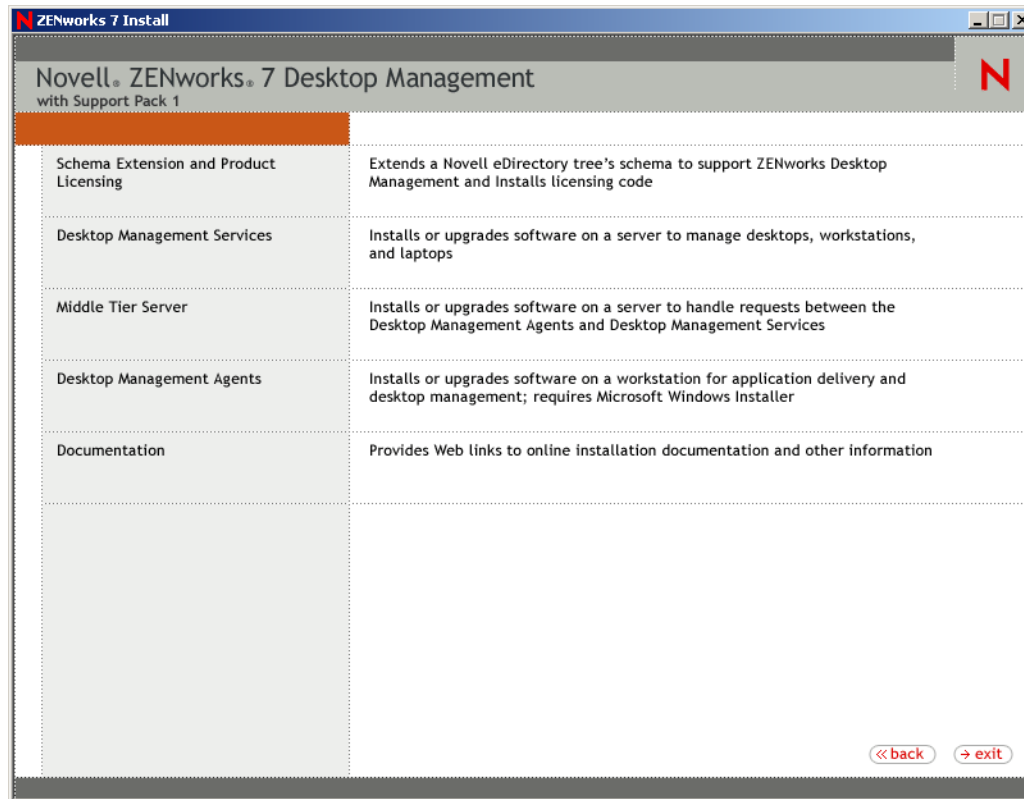 ZENworks 7 Install
Novell® ZENworks® 7 Desktop Management
with Support Pack 1
N
Schema Extension and Product
Licensing
Extends a Novell eDirectory tree's schema to support ZENworks Desktop
Management and Installs licensing code
Desktop Management Services
Installs or upgrades software on a server to manage desktops, workstations,
and laptops
Middle Tier Server
Installs or upgrades software on a server to handle requests between the
Desktop Management Agents and Desktop Management Services
Desktop Management Agents
Installs or upgrades software on a workstation for application delivery and
desktop management; requires Microsoft Windows Installer
Documentation
Provides Web links to online installation documentation and other information
« back
→ exit